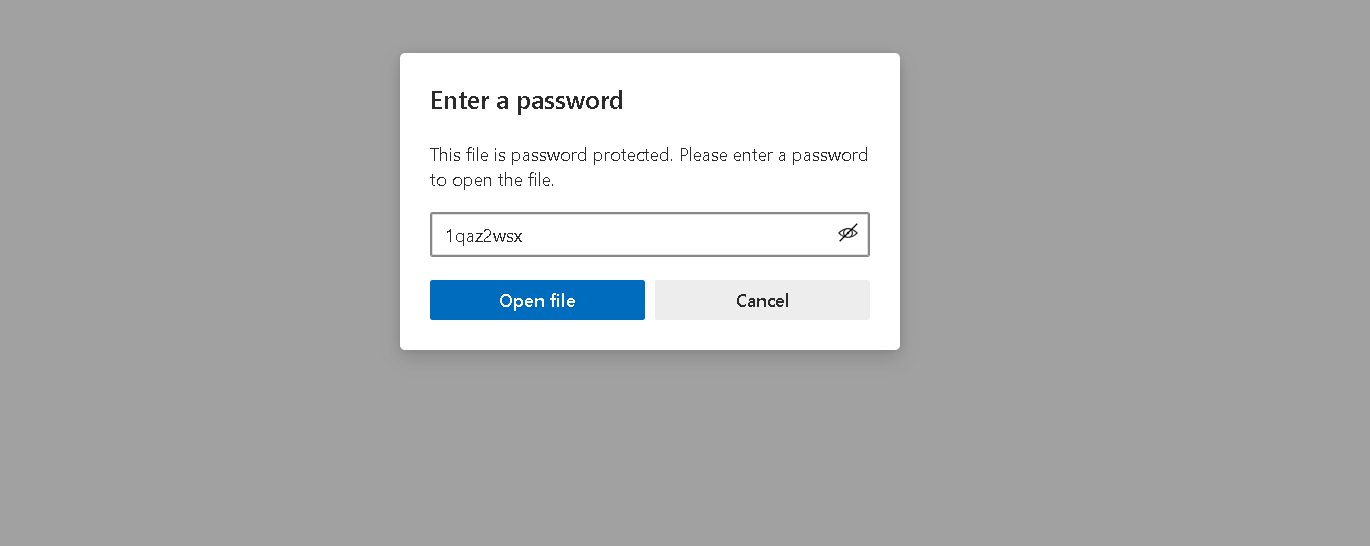 Enter a password
This file is password protected. Please enter a password
to open the file.
1qaz2wsx
Open file
Cancel